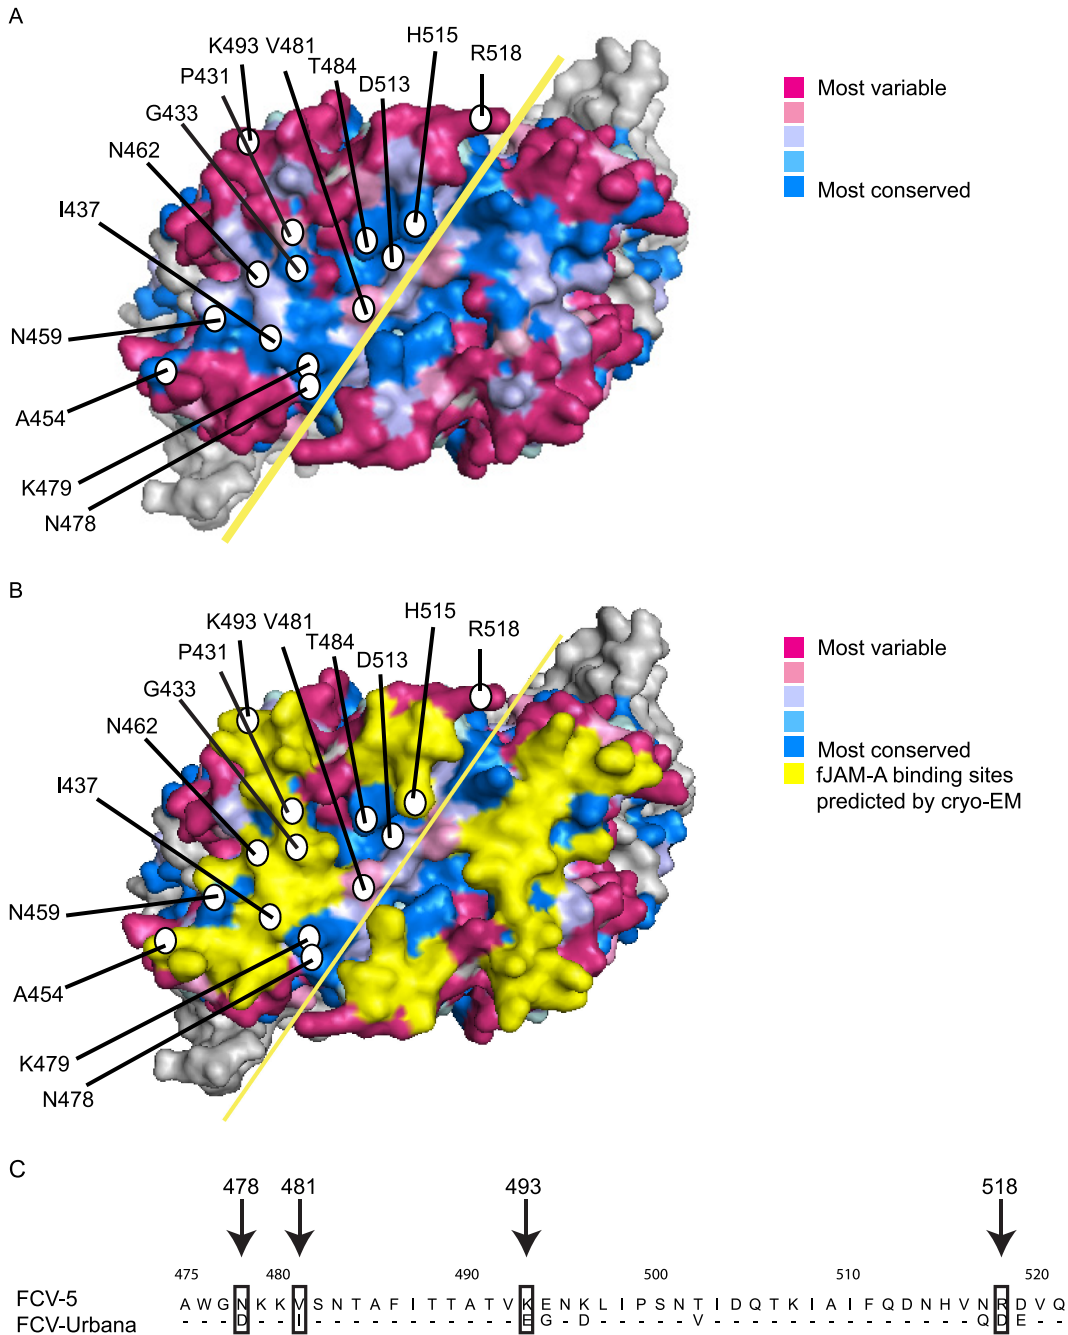 A
K493 V481 H515
R518
P431 T484
D513
G433
N462
I437
N459
A454
K479
N478
Most variable
Most conserved
B
K493 V481 H515
R518
P431 T484
D513
G433
N462
I437
N459
A454
K479
N478
Most variable
Most conserved
fJAM-A binding sites
predicted by cryo-EM
C
478 481 493 518
475 480 490 500 510 520
FCV-5 A W G N K K V S N T A F I T T A T V K E N K L I P S N T I D Q T K I A I F Q D N H V N R D V Q
FCV-Urbana - - - D - - I - - - - - - - - - - - E G - D - - - - - V - - - - - - - - - - - - - - Q D E - -